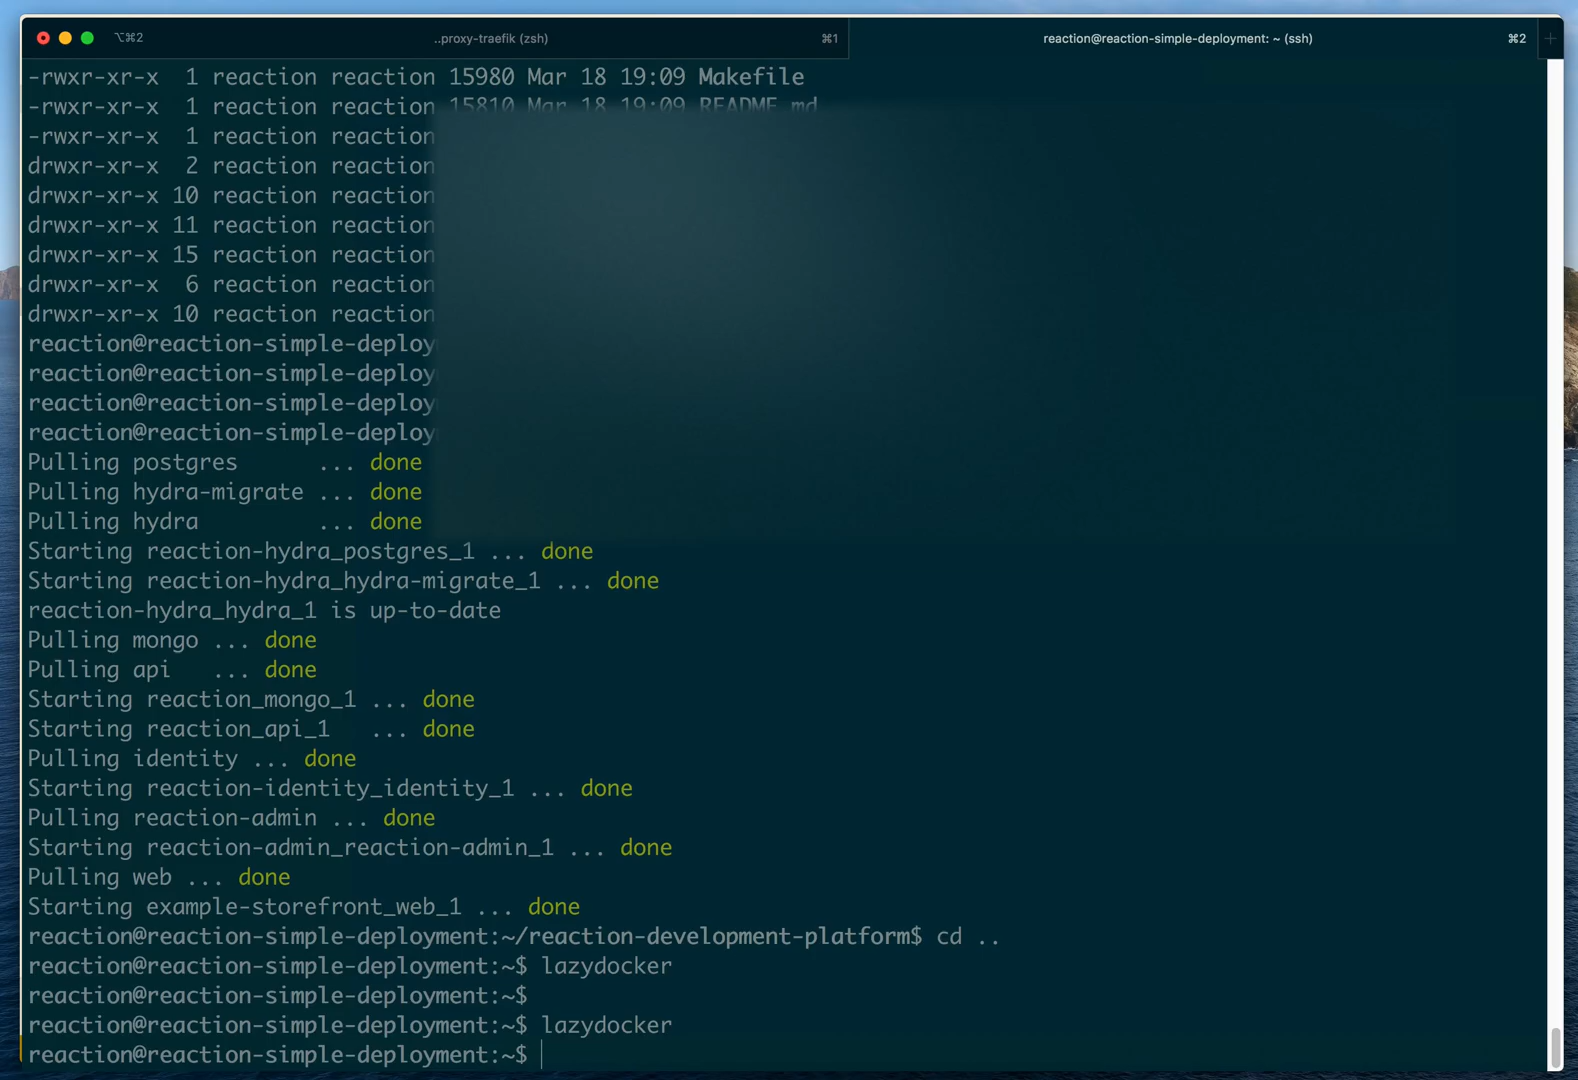 ⌥⌘2 ..proxy-traefik (zsh) ⌘1 reaction@reaction-simple-deployment: ~ (ssh) ⌘2 +
-rwxr-xr-x  1 reaction reaction 15980 Mar 18 19:09 Makefile
-rwxr-xr-x  1 reaction reaction 15810 Mar 18 19:09 README.md
-rwxr-xr-x  1 reaction reaction
drwxr-xr-x  2 reaction reaction
drwxr-xr-x 10 reaction reaction
drwxr-xr-x 11 reaction reaction
drwxr-xr-x 15 reaction reaction
drwxr-xr-x  6 reaction reaction
drwxr-xr-x 10 reaction reaction
reaction@reaction-simple-deploy
reaction@reaction-simple-deploy
reaction@reaction-simple-deploy
reaction@reaction-simple-deploy
Pulling postgres      ... done
Pulling hydra-migrate ... done
Pulling hydra         ... done
Starting reaction-hydra_postgres_1 ... done
Starting reaction-hydra_hydra-migrate_1 ... done
reaction-hydra_hydra_1 is up-to-date
Pulling mongo ... done
Pulling api   ... done
Starting reaction_mongo_1 ... done
Starting reaction_api_1   ... done
Pulling identity ... done
Starting reaction-identity_identity_1 ... done
Pulling reaction-admin ... done
Starting reaction-admin_reaction-admin_1 ... done
Pulling web ... done
Starting example-storefront_web_1 ... done
reaction@reaction-simple-deployment:~/reaction-development-platform$ cd ..
reaction@reaction-simple-deployment:~$ lazydocker
reaction@reaction-simple-deployment:~$
reaction@reaction-simple-deployment:~$ lazydocker
reaction@reaction-simple-deployment:~$